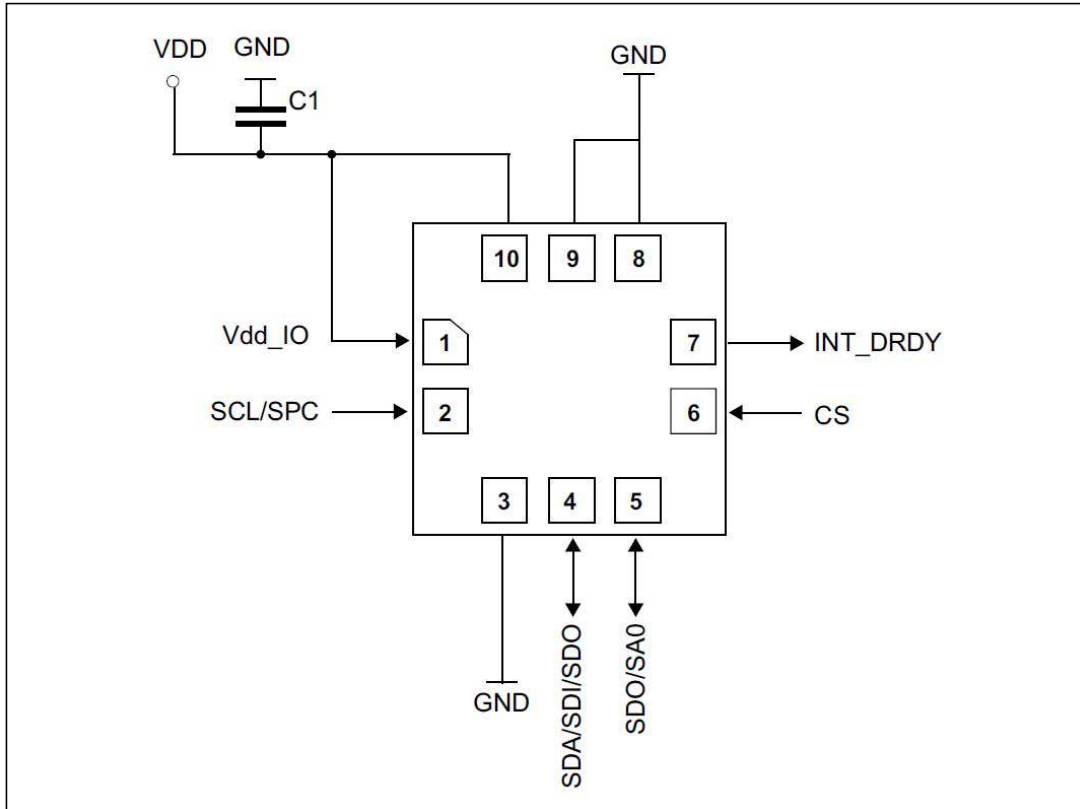 VDD
GND
GND
C1
10
9
8
Vdd_IO
1
7
INT_DRDY
SCL/SPC
2
6
CS
3
4
5
GND
SDA/SDI/SDO
SDO/SA0